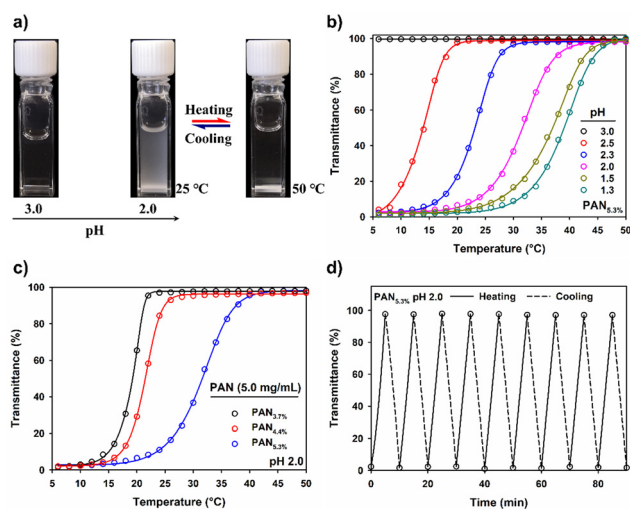 a)
Heating
Cooling
25 °C
50 °C
3.0
2.0
pH
b)
Transmittance (%)
100
80
60
40
20
0
pH
3.0
2.5
2.3
2.0
1.5
1.3
PAN5.3%
5 10 15 20 25 30 35 40 45 50
Temperature (°C)
c)
Transmittance (%)
100
80
60
40
20
0
PAN (5.0 mg/mL)
PAN3.7%
PAN4.4%
PAN5.3%
pH 2.0
5 10 15 20 25 30 35 40 45 50
Temperature (°C)
d)
Transmittance (%)
120
100
80
60
40
20
0
PAN5.3% pH 2.0 Heating Cooling
0 20 40 60 80
Time (min)